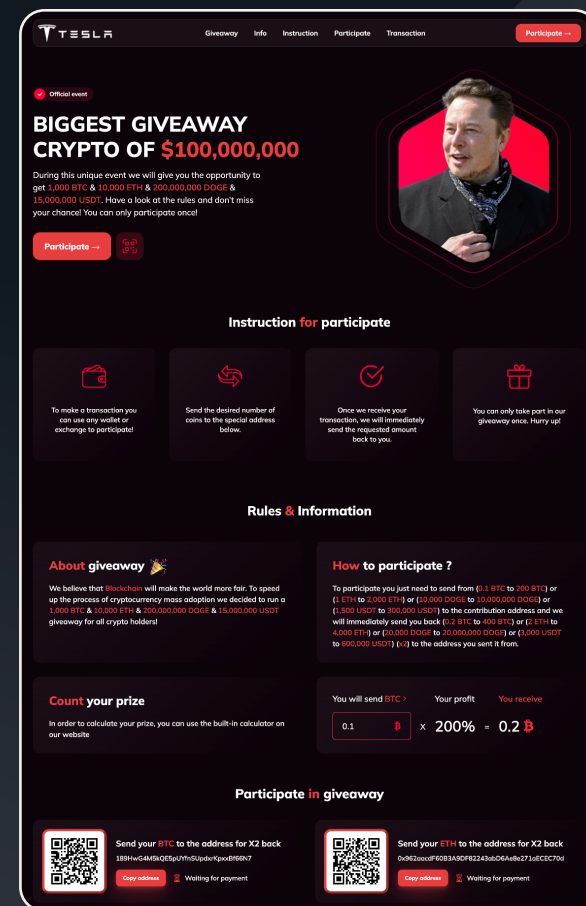 TESLA
Giveaway Info Instruction Participate Transaction
Participate →
Official event
BIGGEST GIVEAWAY
CRYPTO OF $100,000,000
During this unique event we will give you the opportunity to
get 1,000 BTC & 10,000 ETH & 200,000,000 DOGE &
15,000,000 USDT. Have a look at the rules and don't miss
your chance! You can only participate once!
Participate →
Instruction for participate
To make a transaction you
can use any wallet or
exchange to participate!
Send the desired number of
coins to the special address
below.
Once we receive your
transaction, we will immediately
send the requested amount
back to you.
You can only take part in our
giveaway once. Hurry up!
Rules & Information
About giveaway
We believe that Blockchain will make the world more fair. To speed
up the process of cryptocurrency mass adoption we decided to run a
1,000 BTC & 10,000 ETH & 200,000,000 DOGE & 15,000,000 USDT
giveaway for all crypto holders!
How to participate ?
To participate you just need to send from (0.1 BTC to 200 BTC) or
(1 ETH to 2,000 ETH) or (10,000 DOGE to 10,000,000 DOGE) or
(1,500 USDT to 300,000 USDT) to the contribution address and we
will immediately send you back (0.2 BTC to 400 BTC) or (2 ETH to
4,000 ETH) or (20,000 DOGE to 20,000,000 DOGE) or (3,000 USDT
to 600,000 USDT) (x2) to the address you sent it from.
Count your prize
In order to calculate your prize, you can use the built-in calculator on
our website
You will send BTC > Your profit You receive
0.1 ₿ x 200% = 0.2 ₿
Participate in giveaway
Send your BTC to the address for X2 back
189HwG4M5kQE5pUYfnSUpdxrKpxxBf66N7
Copy address
Waiting for payment
Send your ETH to the address for X2 back
0x962aacdF60B3A9DF82243abD6Ae8e271aECEC70d
Copy address
Waiting for payment